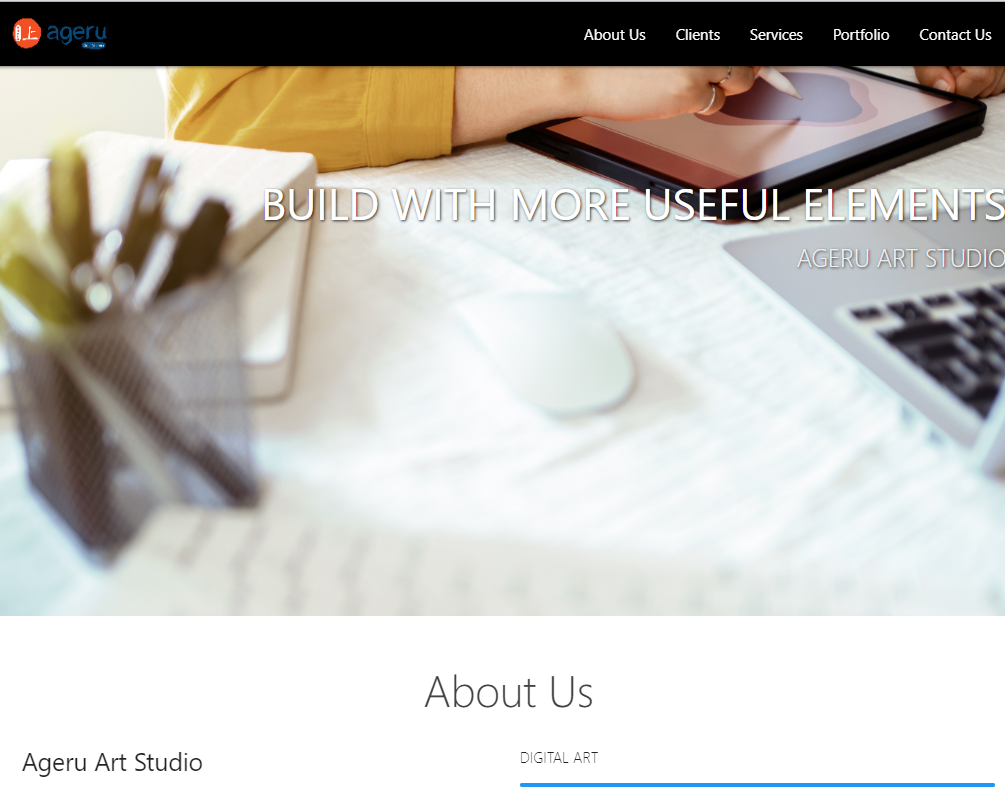 上 ageru
About Us Clients Services Portfolio Contact Us
BUILD WITH MORE USEFUL ELEMENTS
AGERU ART STUDIO
About Us
Ageru Art Studio
DIGITAL ART